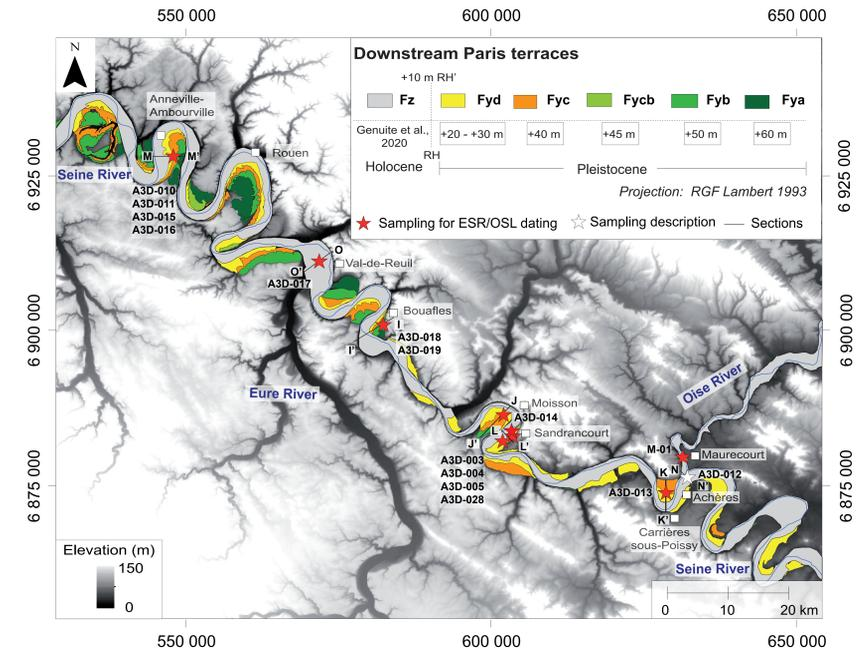 550 000
600 000
650 000
N
Downstream Paris terraces
+10 m RH'
Fz
Fyd
Fyc
Fycb
Fyb
Fya
Genuite et al.,
2020
+20 - +30 m
+40 m
+45 m
+50 m
+60 m
RH
Holocene
Pleistocene
Projection: RGF Lambert 1993
Sampling for ESR/OSL dating
Sampling description
Sections
6 925 000
6 925 000
Anneville-
Ambourville
M
M'
Rouen
Seine River
A3D-010
A3D-011
A3D-015
A3D-016
O
Val-de-Reuil
O'
A3D-017
6 900 000
6 900 000
Bouafles
I
A3D-018
A3D-019
I'
Eure River
Oise River
J
Moisson
A3D-014
L
Sandrancourt
J'
L'
A3D-003
A3D-004
A3D-005
A3D-028
M-01
Maurecourt
K
N
A3D-012
6 875 000
6 875 000
A3D-013
N'
Achères
K'
Carrières
sous-Poissy
Seine River
Elevation (m)
150
0
0
10
20 km
550 000
600 000
650 000